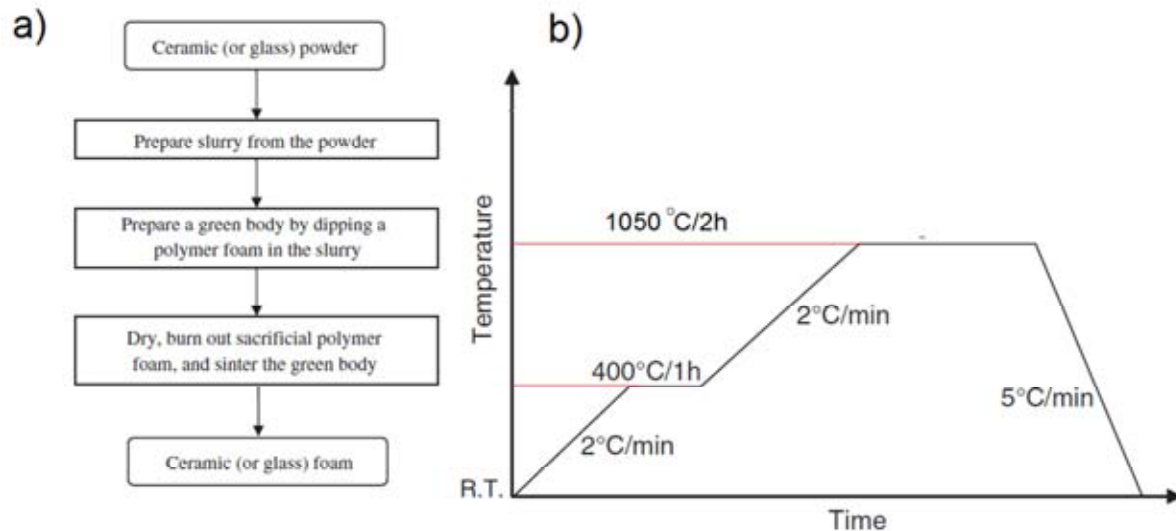 a)
Ceramic (or glass) powder
Prepare slurry from the powder
Prepare a green body by dipping a
polymer foam in the slurry
Dry, burn out sacrificial polymer
foam, and sinter the green body
Ceramic (or glass) foam
b)
Temperature
1050 °C/2h
2°C/min
400°C/1h
2°C/min
5°C/min
R.T.
Time